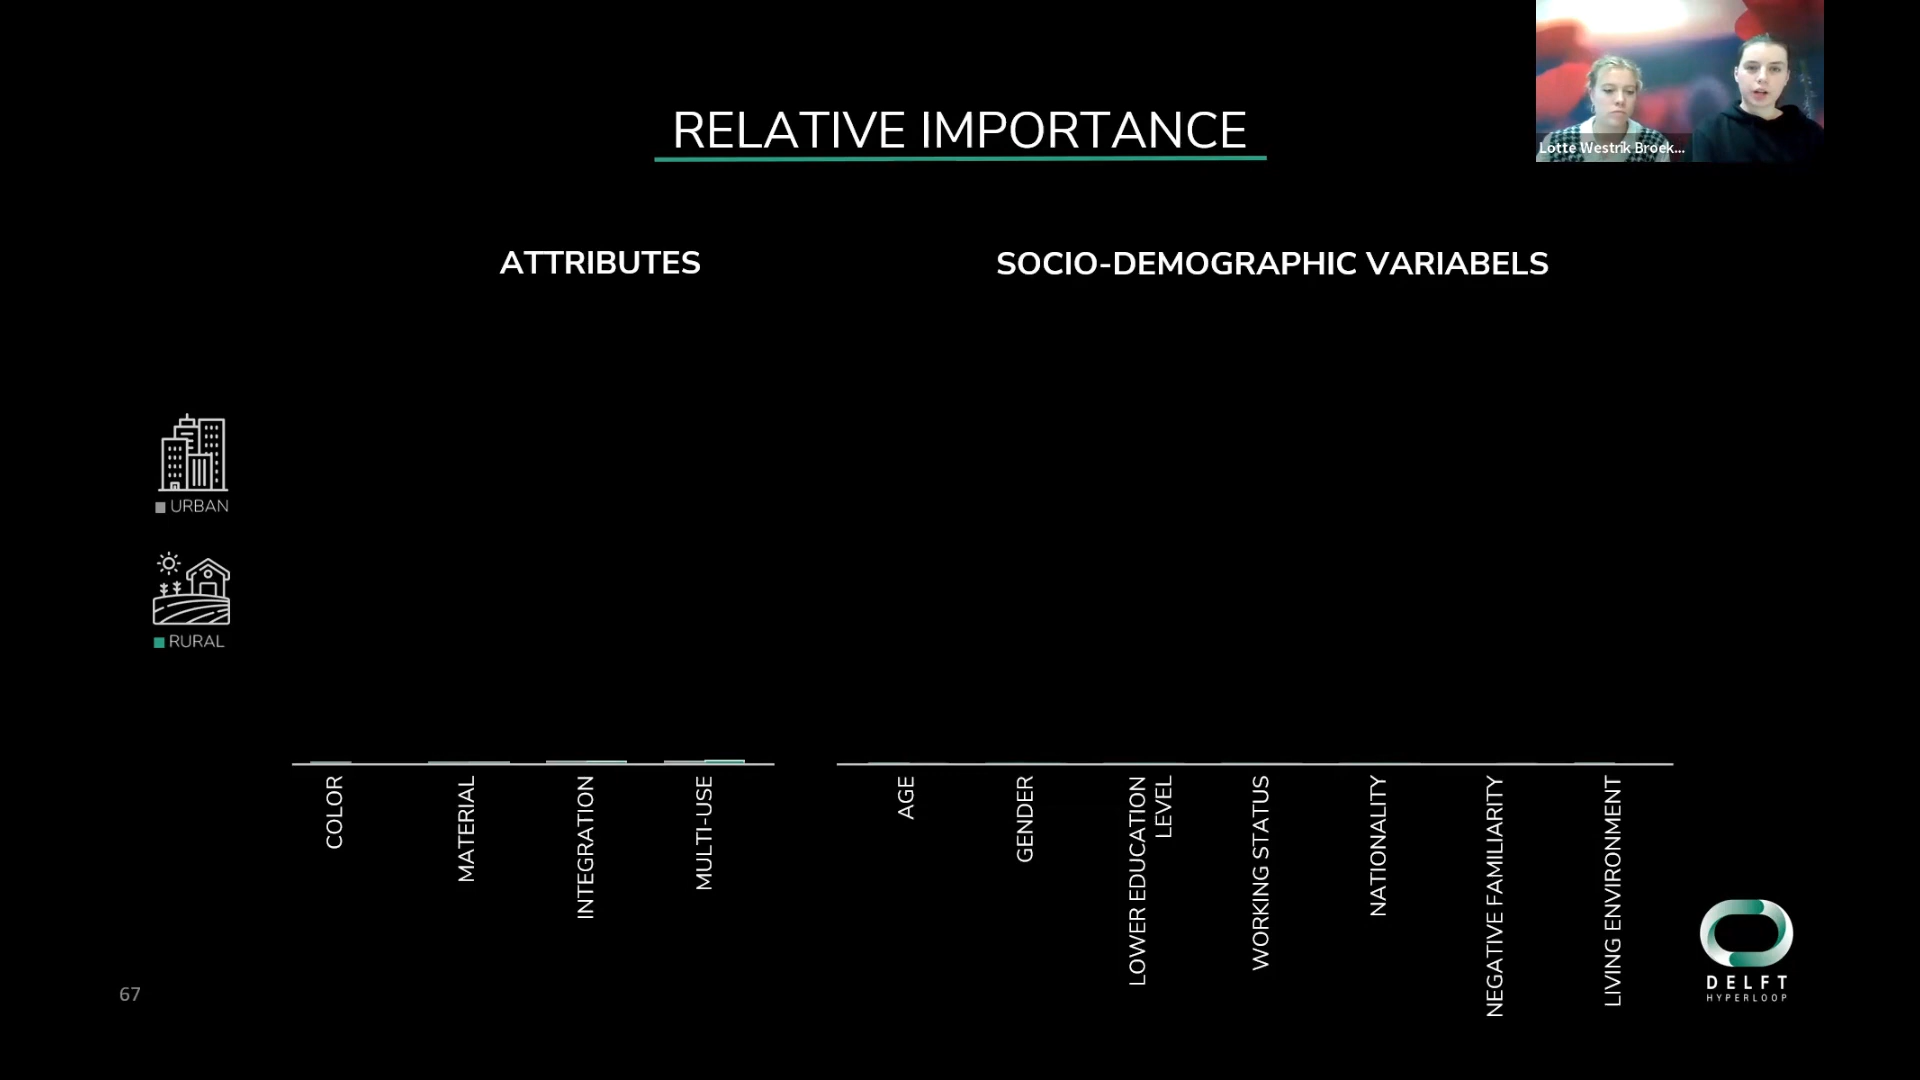 Lotte Westrik Broek...
RELATIVE IMPORTANCE
ATTRIBUTES
SOCIO-DEMOGRAPHIC VARIABELS
URBAN
RURAL
COLOR
MATERIAL
INTEGRATION
MULTI-USE
AGE
GENDER
LOWER EDUCATION
LEVEL
WORKING STATUS
NATIONALITY
NEGATIVE FAMILIARITY
LIVING ENVIRONMENT
DELFT
HYPERLOOP
67